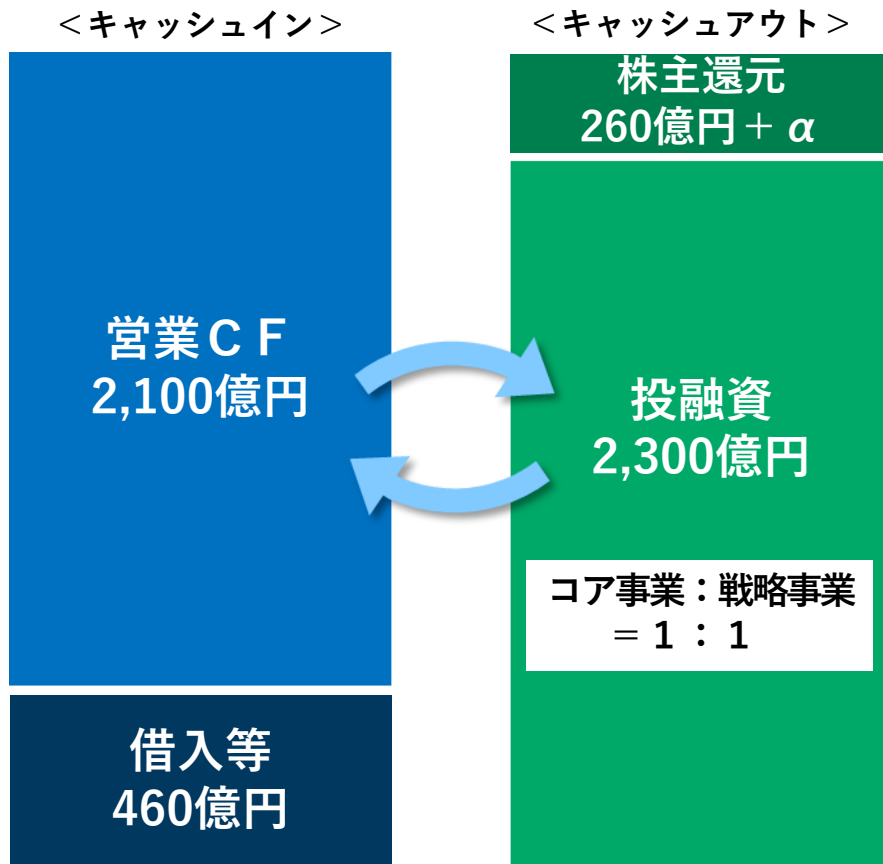 ＜キャッシュイン＞
営業ＣＦ
2,100億円
借入等
460億円
＜キャッシュアウト＞
株主還元
260億円＋α
投融資
2,300億円
コア事業：戦略事業
＝１：１